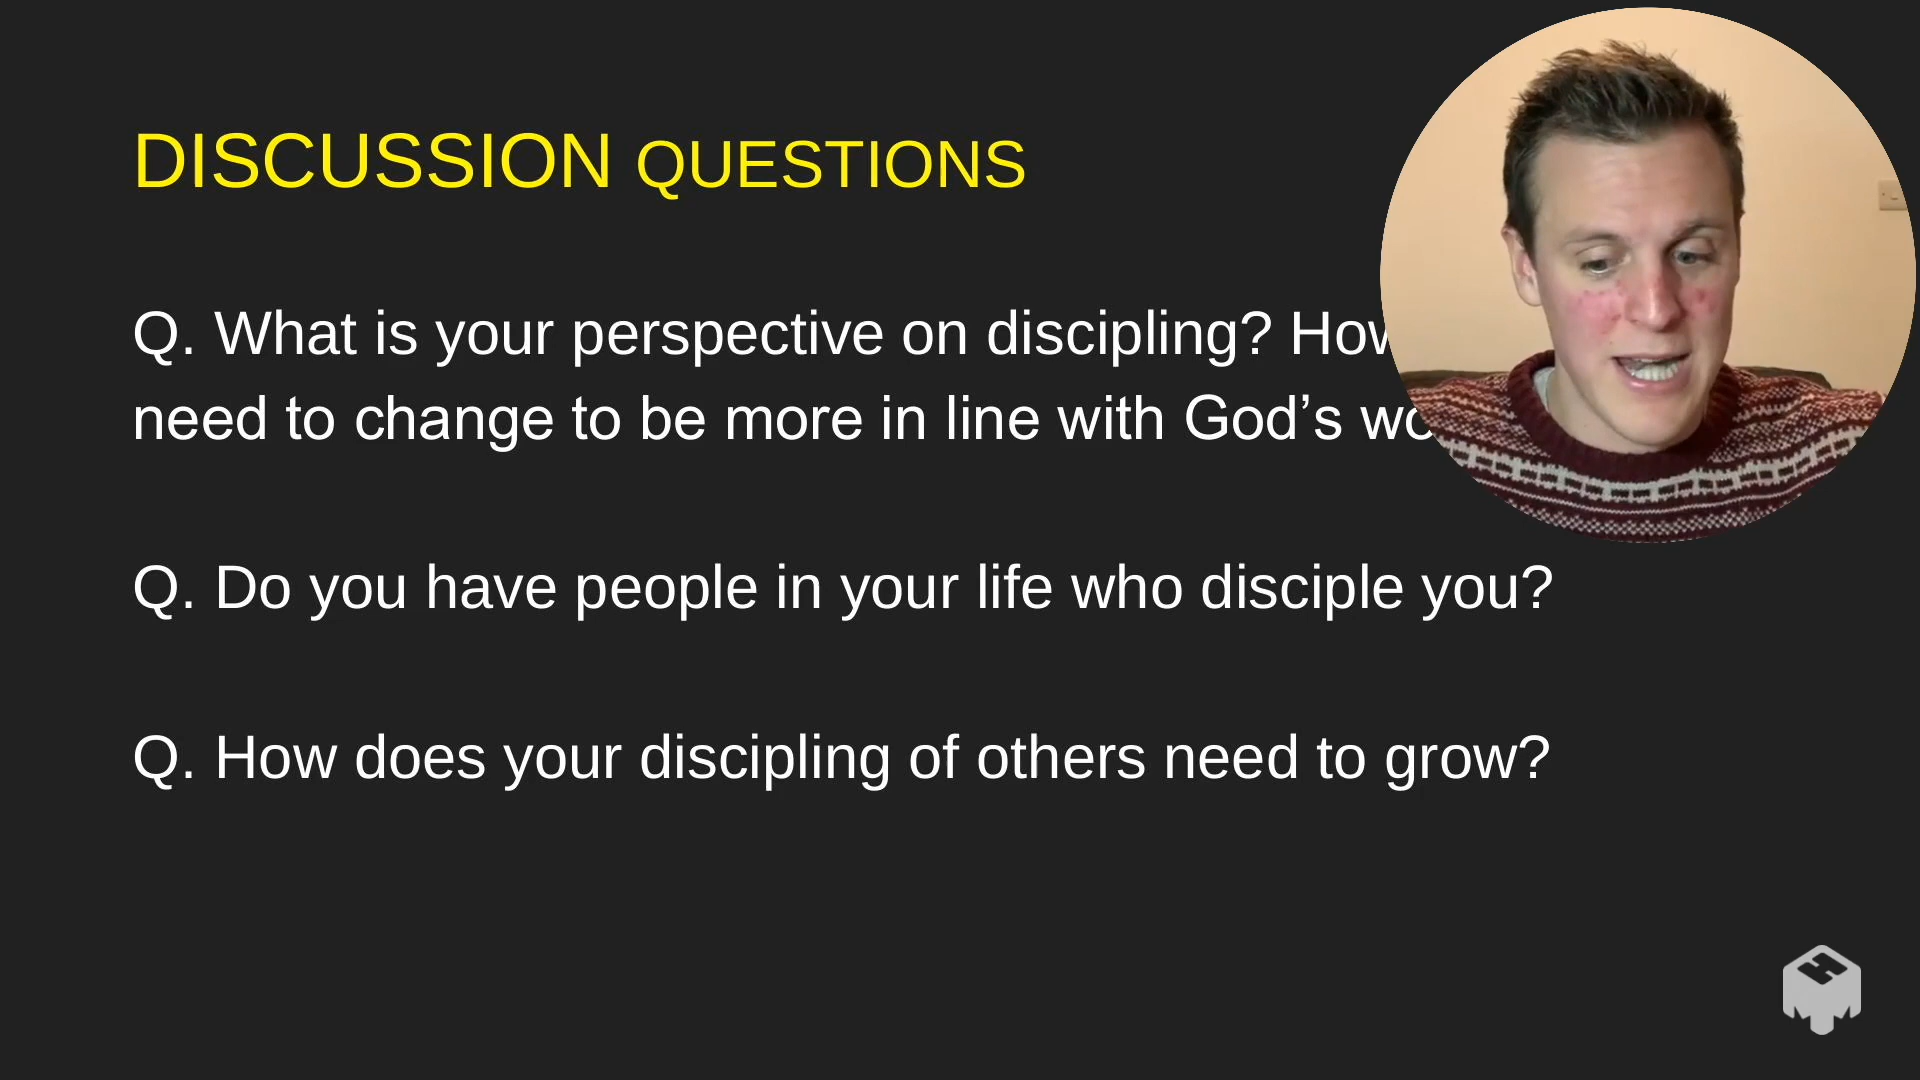 DISCUSSION QUESTIONS
Q. What is your perspective on discipling?
need to change to be more in line with God’s
Q. Do you have people in your life who disciple you?
Q. How does your discipling of others need to grow?